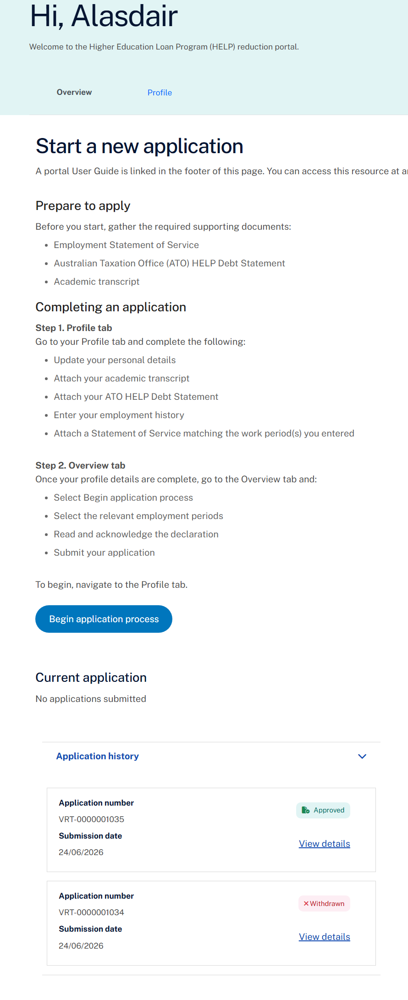 Hi, Alasdair
Welcome to the Higher Education Loan Program (HELP) reduction portal.
Overview
Profile
Start a new application
A portal User Guide is linked in the footer of this page. You can access this resource at
Prepare to apply
Before you start, gather the required supporting documents:
• Employment Statement of Service
• Australian Taxation Office (ATO) HELP Debt Statement
• Academic transcript
Completing an application
Step 1. Profile tab
Go to your Profile tab and complete the following:
• Update your personal details
• Attach your academic transcript
• Attach your ATO HELP Debt Statement
• Enter your employment history
• Attach a Statement of Service matching the work period(s) you entered
Step 2. Overview tab
Once your profile details are complete, go to the Overview tab and:
• Select Begin application process
• Select the relevant employment periods
• Read and acknowledge the declaration
• Submit your application
To begin, navigate to the Profile tab.
Begin application process
Current application
No applications submitted
Application history
Application number
Approved
VRT-0000001035
Submission date
View details
24/06/2026
Application number
Withdrawn
VRT-0000001034
Submission date
View details
24/06/2026